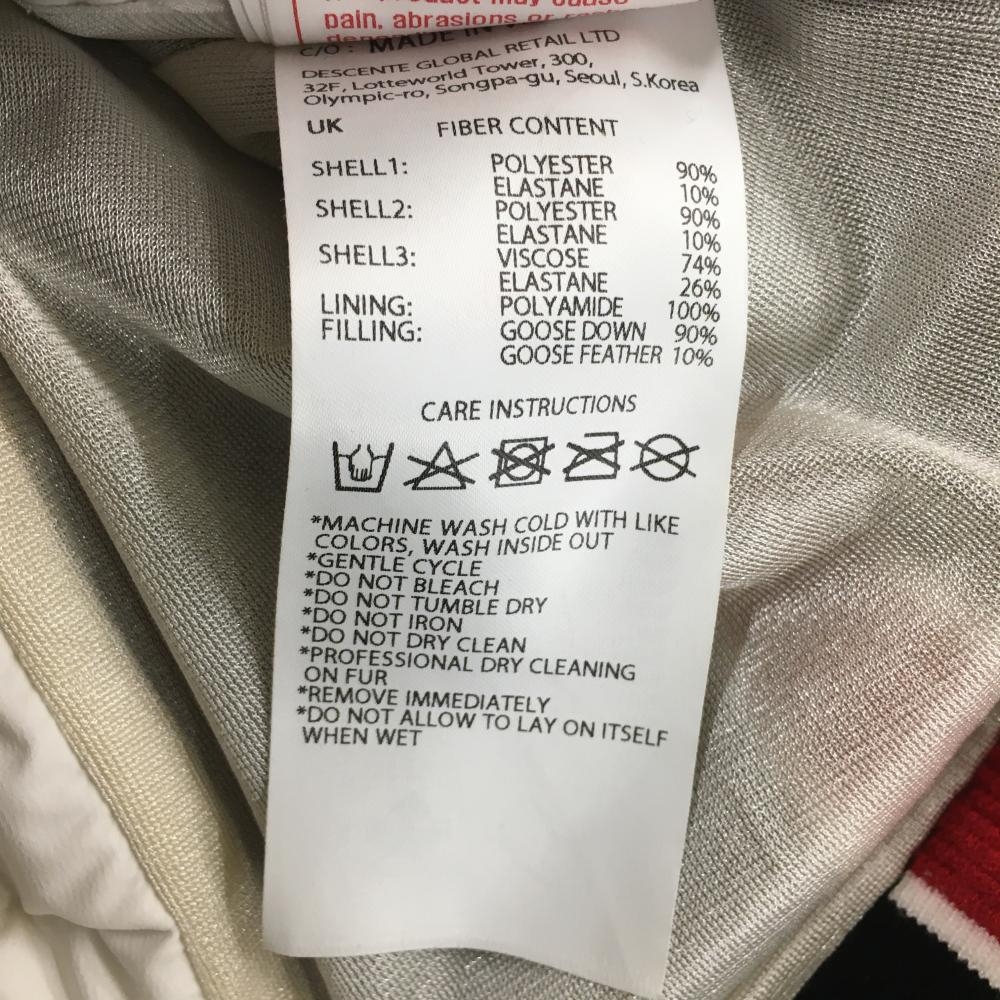 Product may cause
pain, abrasions or
C/O : MADE IN
DESCENTE GLOBAL RETAIL LTD
32F, Lotteworld Tower, 300,
Olympic-ro, Songpa-gu, Seoul, S.Korea
UK FIBER CONTENT
SHELL1: POLYESTER 90%
ELASTANE 10%
SHELL2: POLYESTER 90%
ELASTANE 10%
SHELL3: VISCOSE 74%
ELASTANE 26%
LINING: POLYAMIDE 100%
FILLING: GOOSE DOWN 90%
GOOSE FEATHER 10%
CARE INSTRUCTIONS
*MACHINE WASH COLD WITH LIKE
COLORS, WASH INSIDE OUT
*GENTLE CYCLE
*DO NOT BLEACH
*DO NOT TUMBLE DRY
*DO NOT IRON
*DO NOT DRY CLEAN
*PROFESSIONAL DRY CLEANING
ON FUR
*REMOVE IMMEDIATELY
*DO NOT ALLOW TO LAY ON ITSELF
WHEN WET